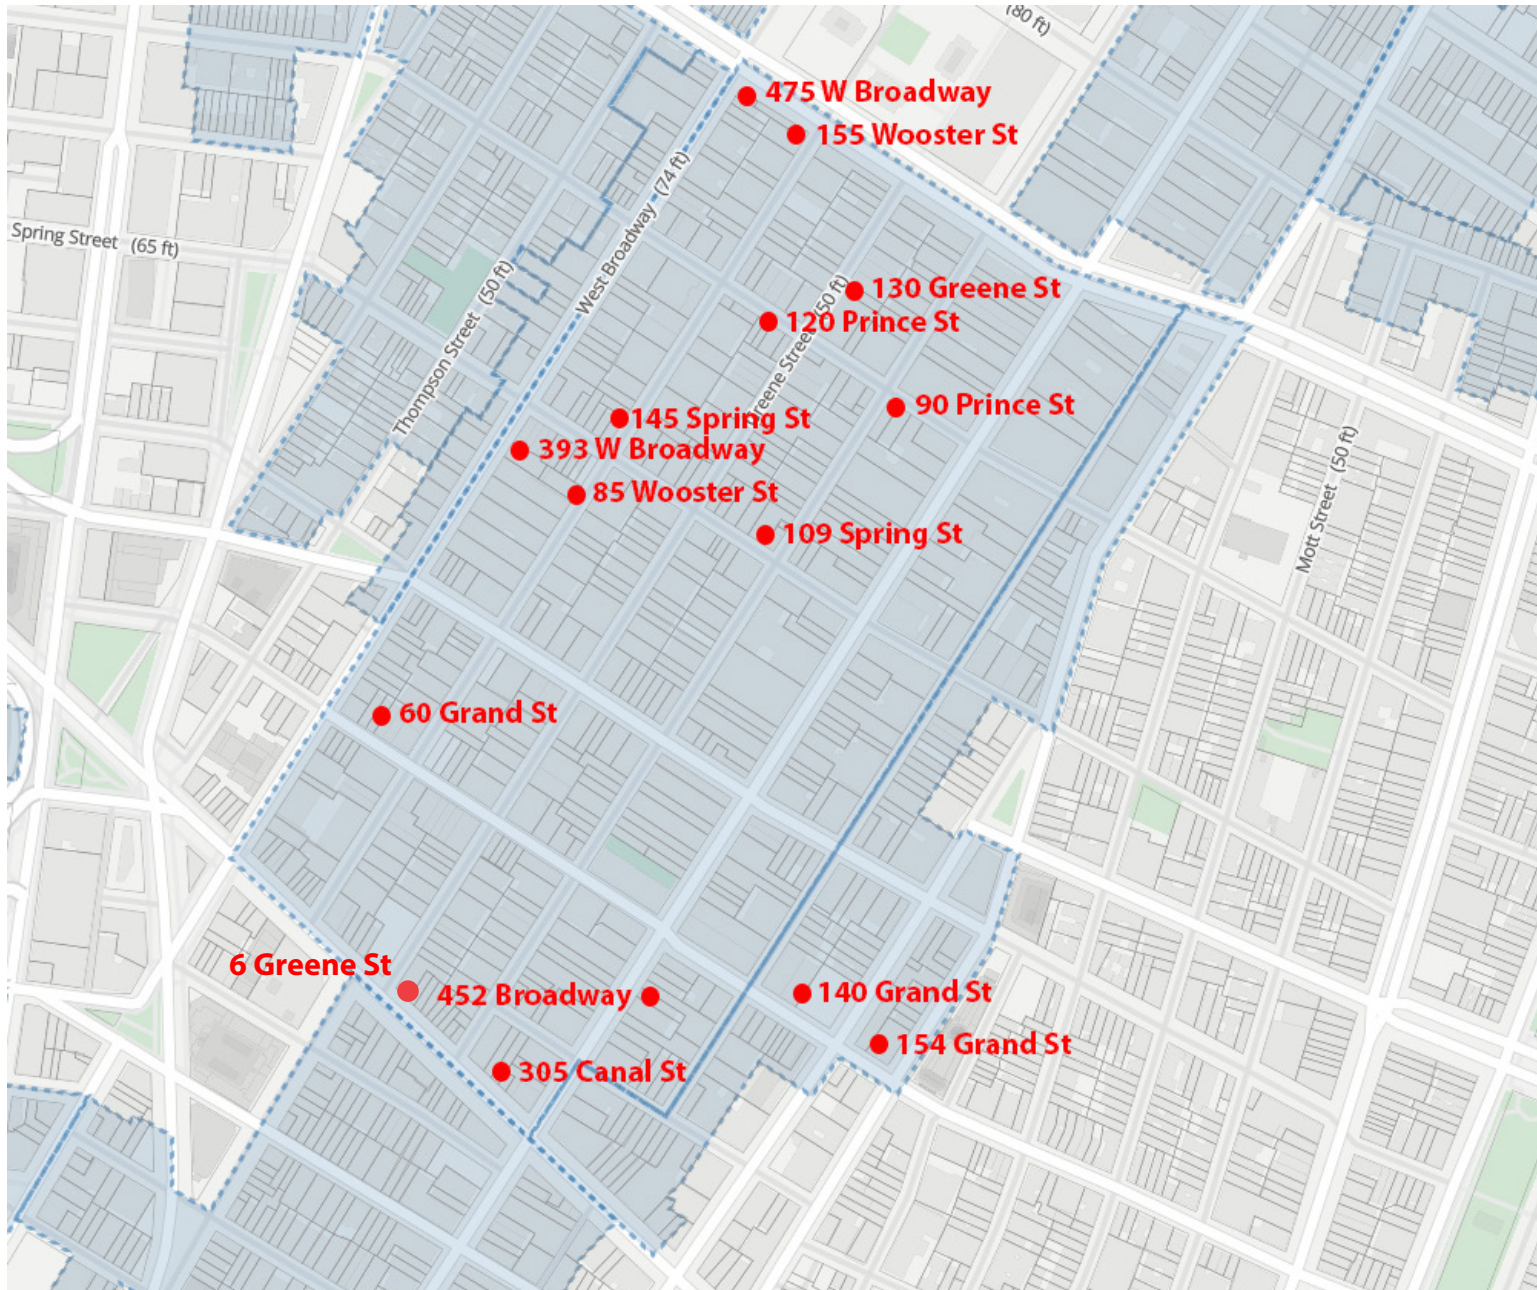 (80 ft)
475 W Broadway
155 Wooster St
West Broadway (74 ft)
Spring Street (65 ft)
Thompson Street (50 ft)
130 Greene St
120 Prince St
Greene Street (50 ft)
90 Prince St
145 Spring St
393 W Broadway
85 Wooster St
109 Spring St
Mott Street (50 ft)
60 Grand St
6 Greene St
452 Broadway
140 Grand St
154 Grand St
305 Canal St